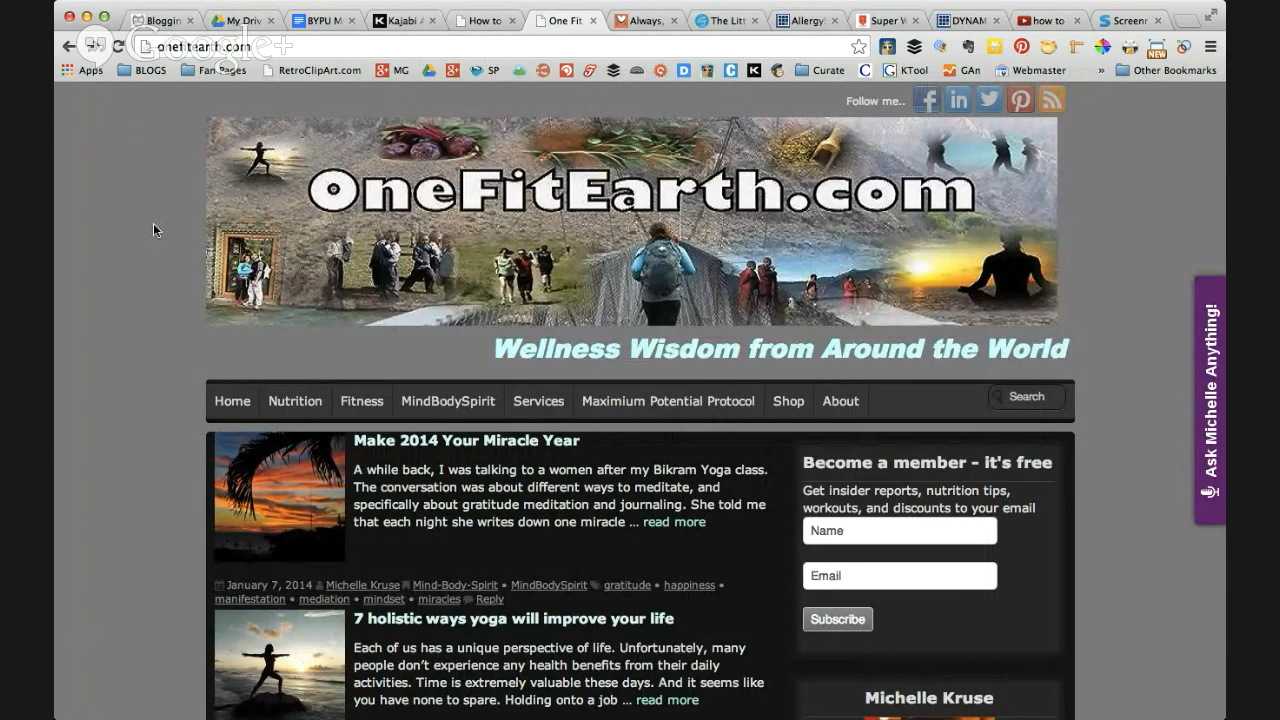 Bloggin
My Driv
BYPU M
Kajabi
How to
One Fit
Always,
The Litt
Allergy
Super W
DYNAM
how to
Screenr
onefitearth.com
Google+
NEW
Apps
BLOGS
Fan Pages
RetroClipArt.com
MG
SP
Curate
KTool
GAn
Webmaster
»
Other Bookmarks
Follow me..
OneFitEarth.com
Wellness Wisdom from Around the World
Home
Nutrition
Fitness
MindBodySpirit
Services
Maximium Potential Protocol
Shop
About
Search
Make 2014 Your Miracle Year
A while back, I was talking to a women after my Bikram Yoga class.
The conversation was about different ways to meditate, and
specifically about gratitude meditation and journaling. She told me
that each night she writes down one miracle ... read more
January 7, 2014 Michelle Kruse Mind-Body-Spirit • MindBodySpirit gratitude • happiness •
manifestation • mediation • mindset • miracles Reply
7 holistic ways yoga will improve your life
Each of us has a unique perspective of life. Unfortunately, many
people don’t experience any health benefits from their daily
activities. Time is extremely valuable these days. And it seems like
you have none to spare. Holding onto a job ... read more
Become a member - it's free
Get insider reports, nutrition tips,
workouts, and discounts to your email
Name
Email
Subscribe
Michelle Kruse
Ask Michelle Anything!